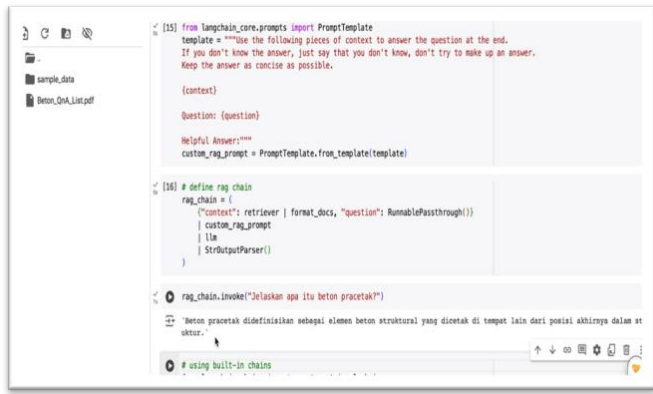 ..
sample_data
Beton_QnA_List.pdf
[15] from langchain_core.prompts import PromptTemplate
template = """Use the following pieces of context to answer the question at the end.
If you don't know the answer, just say that you don't know, don't try to make up an answer.
Keep the answer as concise as possible.
{context}
Question: {question}
Helpful Answer:"""
custom_rag_prompt = PromptTemplate.from_template(template)
[16] # define rag chain
rag_chain = (
{"context": retriever | format_docs, "question": RunnablePassthrough()}
| custom_rag_prompt
| llm
| StrOutputParser()
)
rag_chain.invoke("Jelaskan apa itu beton pracetak?")
'Beton pracetak didefinisikan sebagai elemen beton struktural yang dicetak di tempat lain dari posisi akhirnya dalam st
uktur.'
# using built-in chains